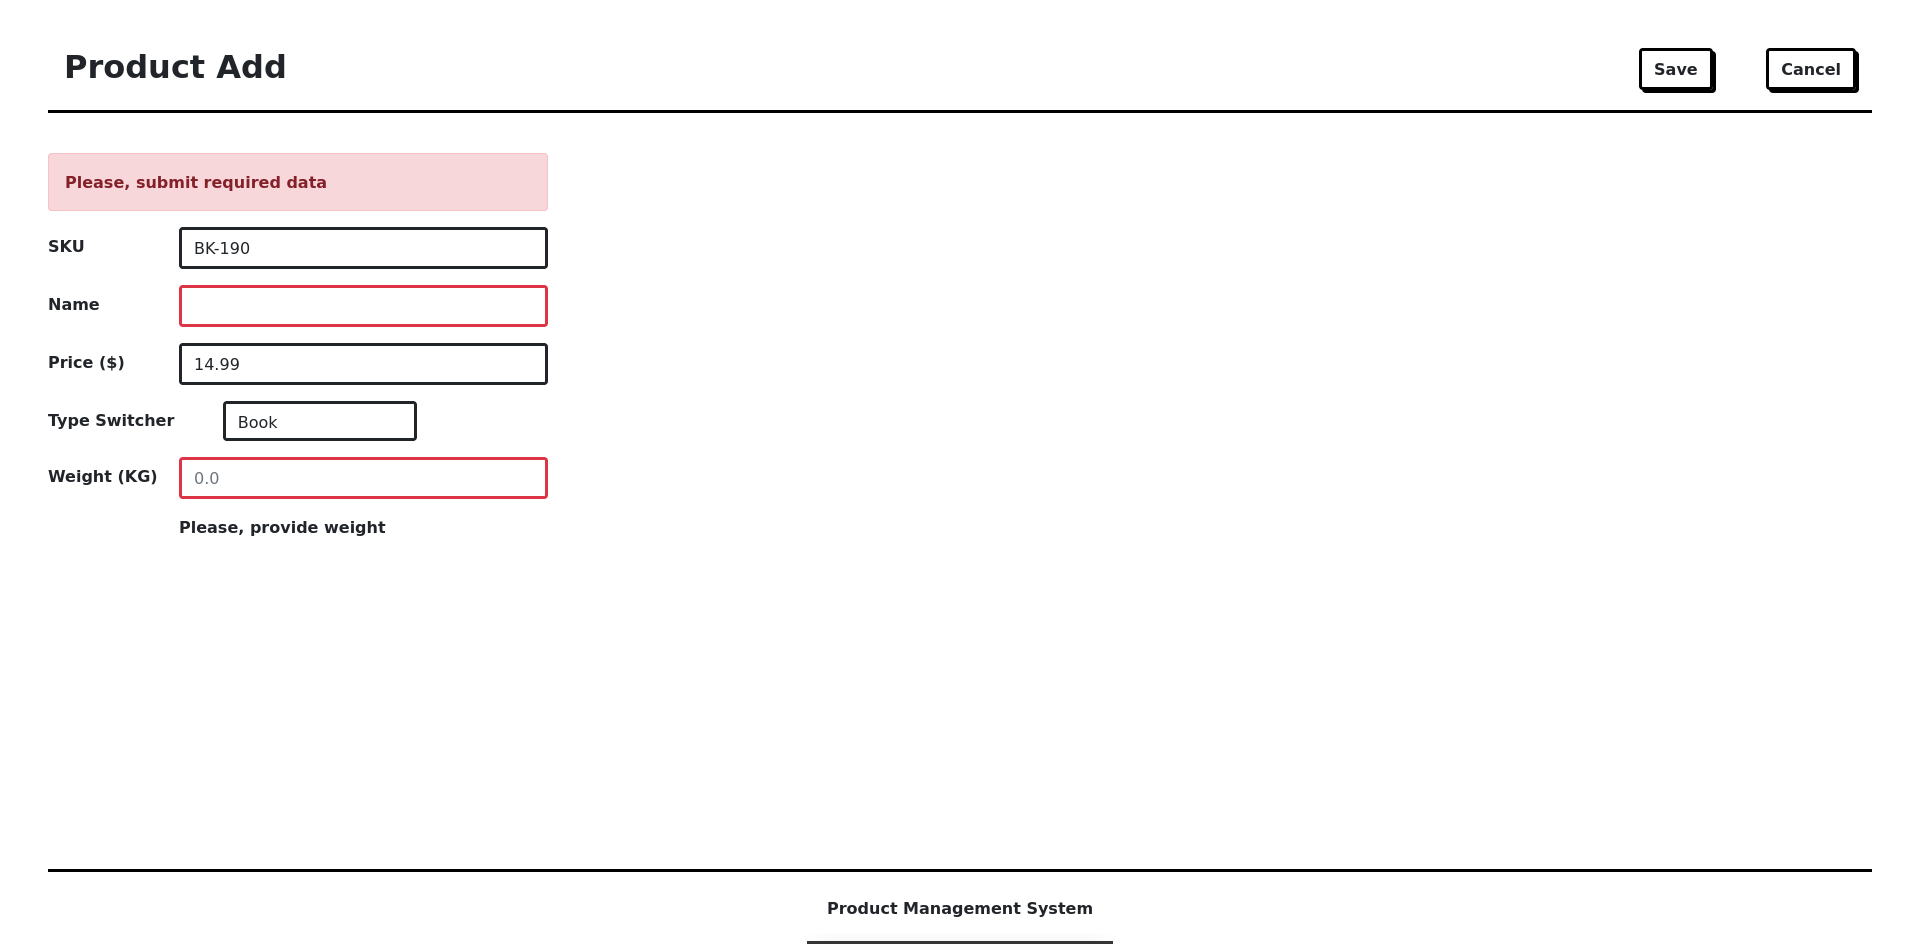 Product Add
Save
Cancel
Please, submit required data
SKU
BK-190
Name
Price ($)
14.99
Type Switcher
Book
Weight (KG)
0.0
Please, provide weight
Product Management System